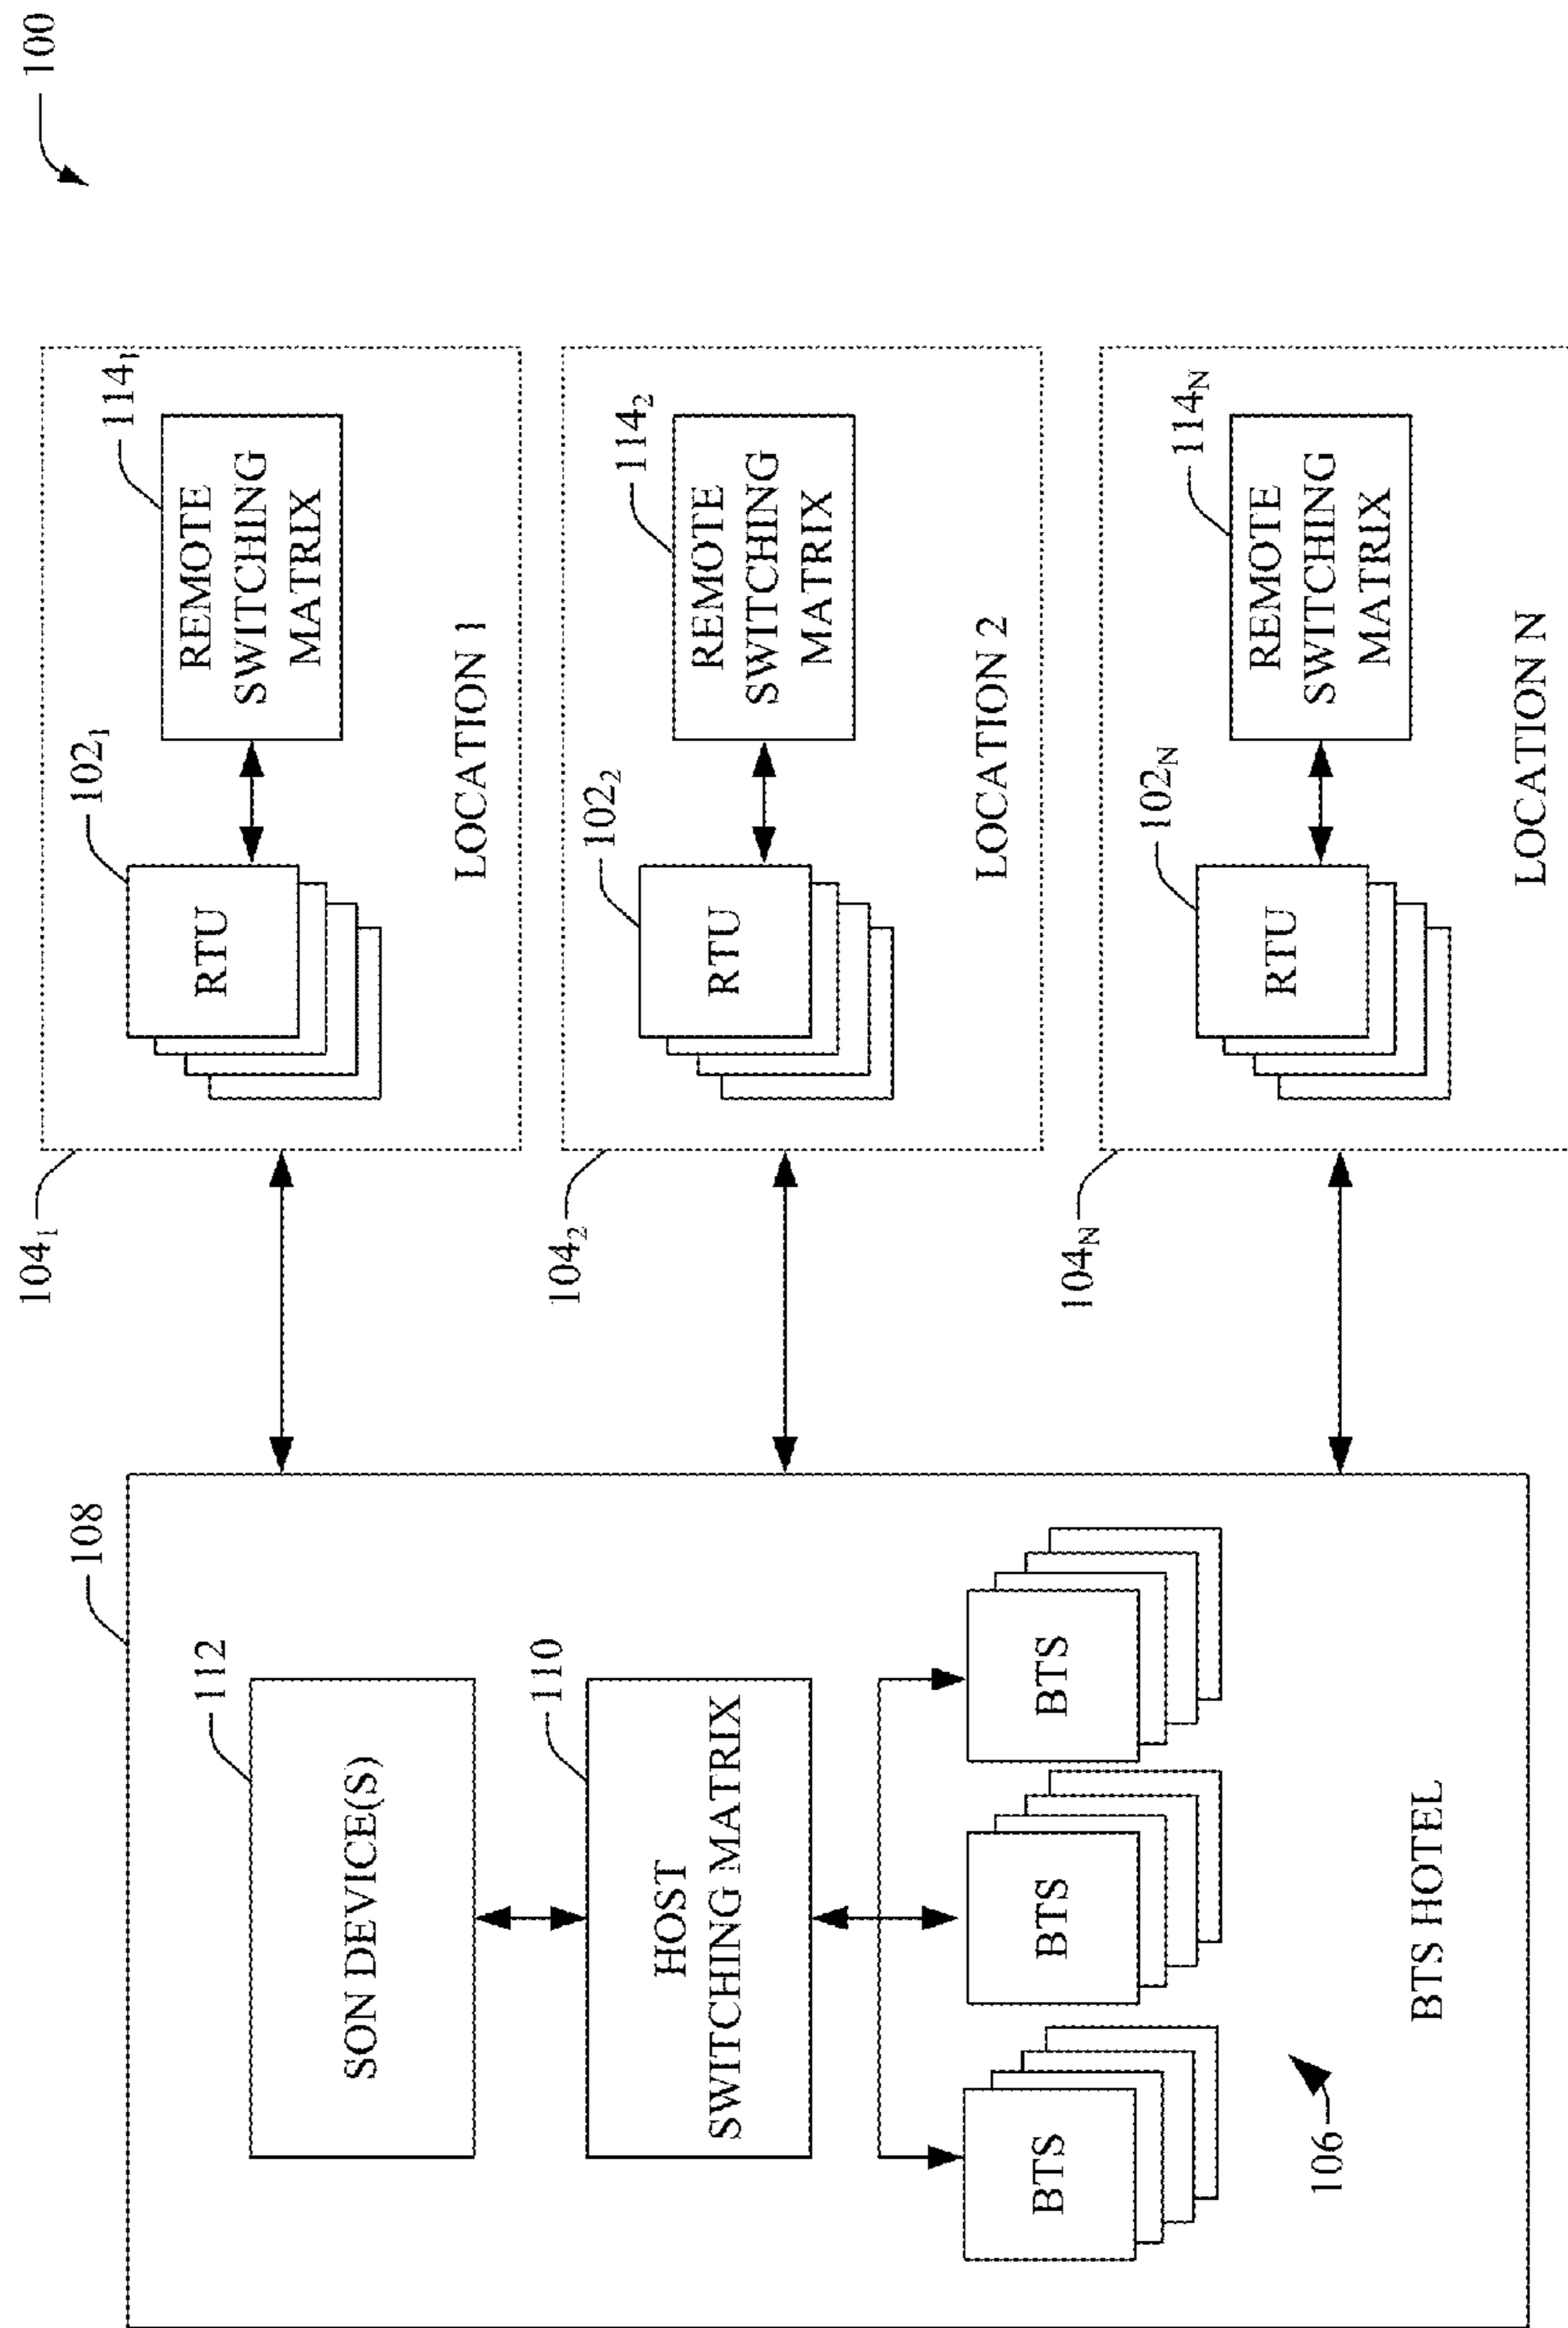 100
108
112
SON DEVICE(S)
110
HOST
SWITCHING MATRIX
BTS
BTS
BTS
106
BTS HOTEL
104₁
102₁
RTU
114₁
REMOTE
SWITCHING
MATRIX
LOCATION 1
104₂
102₂
RTU
114₂
REMOTE
SWITCHING
MATRIX
LOCATION 2
104N
102N
RTU
114N
REMOTE
SWITCHING
MATRIX
LOCATION N